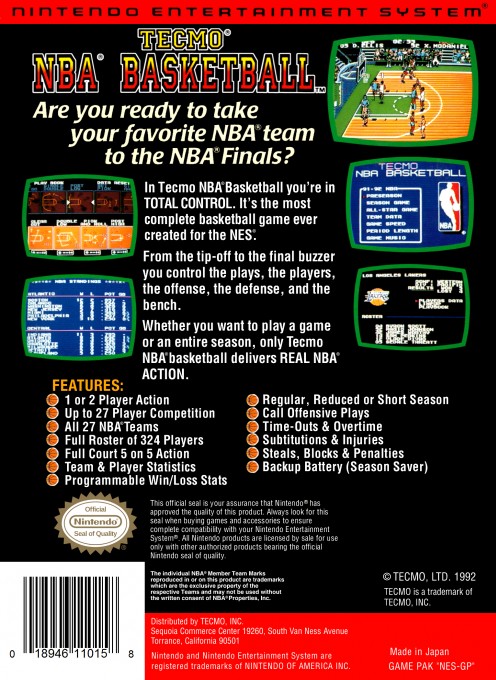 NINTENDO ENTERTAINMENT SYSTEM®
TECMO®
NBA® BASKETBALL™
Are you ready to take
your favorite NBA® team
to the NBA® Finals?
D. ELLIS
X. MCDANIEL
TECMO
NBA BASKETBALL
91-92 NBA
PRESEASON
SEASON GAME
ALL-STAR GAME
TEAM DATA
GAME SPEED
PERIOD LENGTH
GAME MUSIC
NBA
In Tecmo NBA® Basketball you're in
TOTAL CONTROL. It's the most
complete basketball game ever
created for the NES®.
From the tip-off to the final buzzer
you control the plays, the players,
the offense, the defense, and the
bench.
Whether you want to play a game
or an entire season, only Tecmo
NBA® basketball delivers REAL NBA®
ACTION.
NBA STANDINGS
ATLANTIC
CENTRAL
LOS ANGELES LAKERS
PLAYERS DATA
ROSTER
FEATURES:
1 or 2 Player Action
Up to 27 Player Competition
All 27 NBA® Teams
Full Roster of 324 Players
Full Court 5 on 5 Action
Team & Player Statistics
Programmable Win/Loss Stats
Regular, Reduced or Short Season
Call Offensive Plays
Time-Outs & Overtime
Subtitutions & Injuries
Steals, Blocks & Penalties
Backup Battery (Season Saver)
Official
Nintendo®
Seal of Quality
This official seal is your assurance that Nintendo® has
approved the quality of this product. Always look for this
seal when buying games and accessories to ensure
complete compatibility with your Nintendo Entertainment
System®. All Nintendo products are licensed by sale for use
only with other authorized products bearing the official
Nintendo seal of quality.
The individual NBA® Member Team Marks
reproduced in or on this product are trademarks
which are the exclusive property of the
respective Teams and may not be used without
the written consent of NBA® Properties, Inc.
© TECMO, LTD. 1992
TECMO is a trademark of
TECMO, INC.
Distributed by TECMO, INC.
Sequoia Commerce Center 19260, South Van Ness Avenue
Torrance, California 90501
Nintendo and Nintendo Entertainment System are
registered trademarks of NINTENDO OF AMERICA INC.
Made in Japan
GAME PAK "NES-GP"
0 18946 11015 8